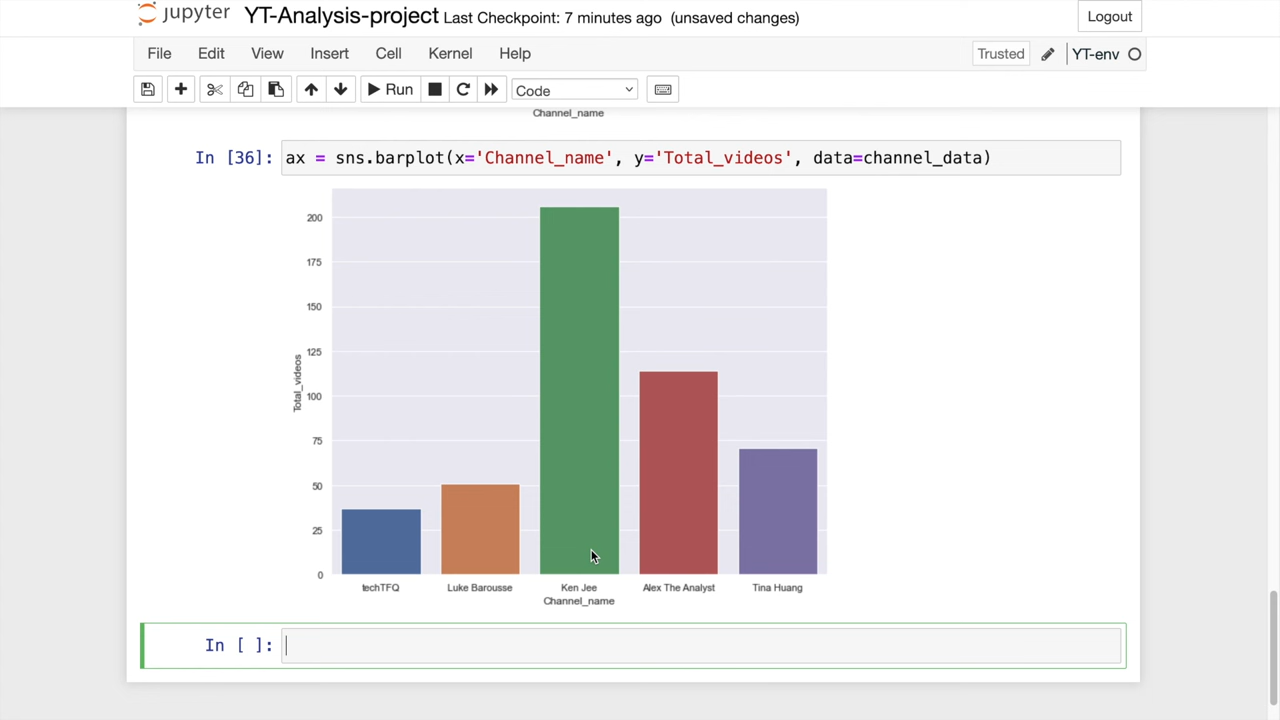 jupyter YT-Analysis-project Last Checkpoint: 7 minutes ago (unsaved changes) Logout
File Edit View Insert Cell Kernel Help Trusted YT-env
Run Code
Channel_name
In [36]: ax = sns.barplot(x='Channel_name', y='Total_videos', data=channel_data)
200
175
150
125
100
75
50
25
0
Total_videos
techTFQ Luke Barousse Ken Jee Alex The Analyst Tina Huang
Channel_name
In [ ]: